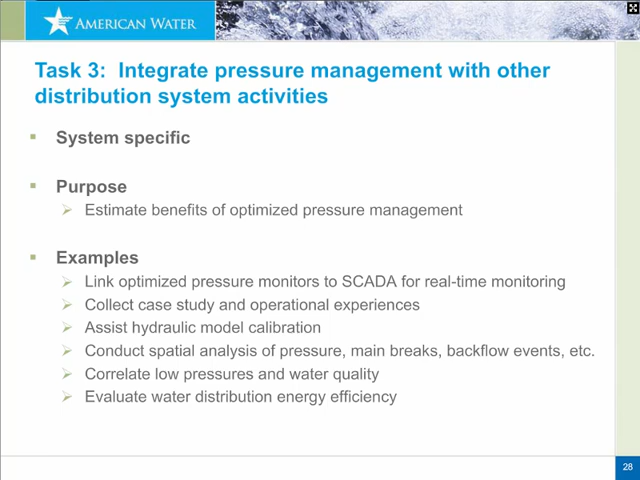 AMERICAN WATER
Task 3: Integrate pressure management with other
distribution system activities
System specific
Purpose
Estimate benefits of optimized pressure management
Examples
Link optimized pressure monitors to SCADA for real-time monitoring
Collect case study and operational experiences
Assist hydraulic model calibration
Conduct spatial analysis of pressure, main breaks, backflow events, etc.
Correlate low pressures and water quality
Evaluate water distribution energy efficiency
28